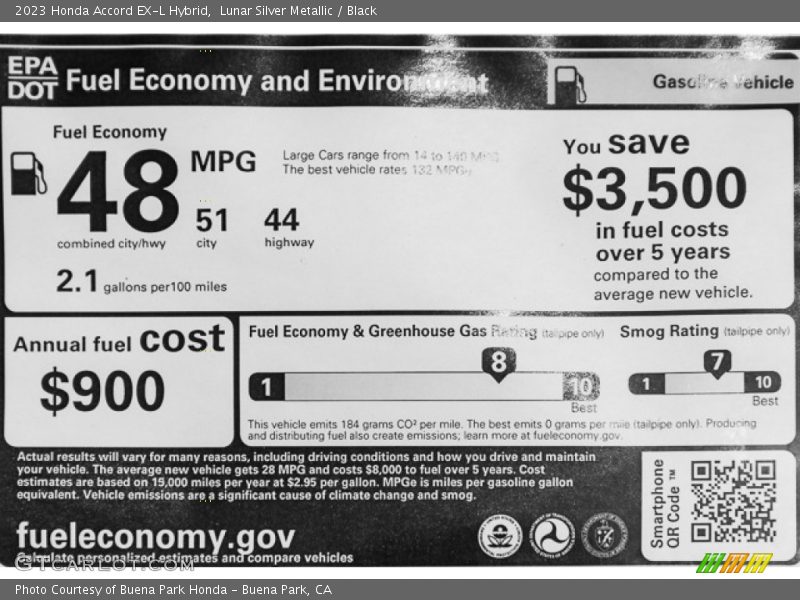 2023 Honda Accord EX-L Hybrid, Lunar Silver Metallic / Black
EPA
DOT
Fuel Economy and Environment
Gasoline Vehicle
Fuel Economy
48 MPG
combined city/hwy
51
city
44
highway
2.1 gallons per100 miles
Large Cars range from 14 to 140 MPG.
The best vehicle rates 132 MPGe.
You save
$3,500
in fuel costs
over 5 years
compared to the
average new vehicle.
Annual fuel cost
$900
Fuel Economy & Greenhouse Gas Rating (tailpipe only)
1
8
10
Best
Smog Rating (tailpipe only)
1
7
10
Best
This vehicle emits 184 grams CO² per mile. The best emits 0 grams per mile (tailpipe only). Producing
and distributing fuel also create emissions; learn more at fueleconomy.gov.
Actual results will vary for many reasons, including driving conditions and how you drive and maintain
your vehicle. The average new vehicle gets 28 MPG and costs $8,000 to fuel over 5 years. Cost
estimates are based on 15,000 miles per year at $2.95 per gallon. MPGe is miles per gasoline gallon
equivalent. Vehicle emissions are a significant cause of climate change and smog.
fueleconomy.gov
Calculate personalized estimates and compare vehicles
Smartphone
QR Code ™
GTCARLOT.COM
Photo Courtesy of Buena Park Honda - Buena Park, CA